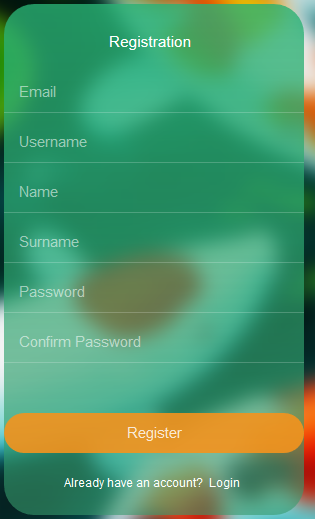 Registration
Email
Username
Name
Surname
Password
Confirm Password
Register
Already have an account? Login